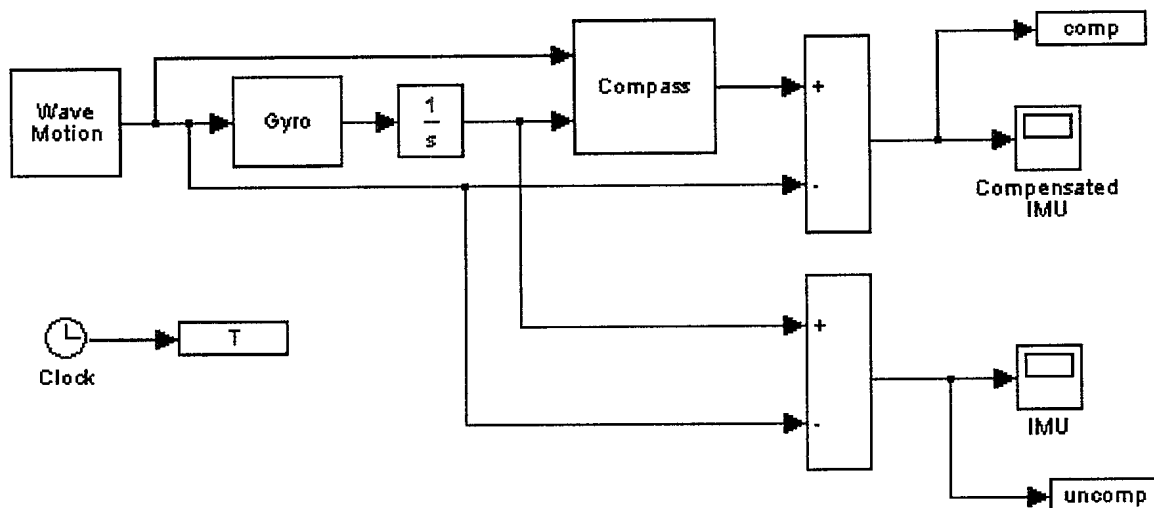 comp
Wave
Motion
Gyro
1
s
Compass
+
-
Compensated
IMU
Clock
T
+
-
IMU
uncomp